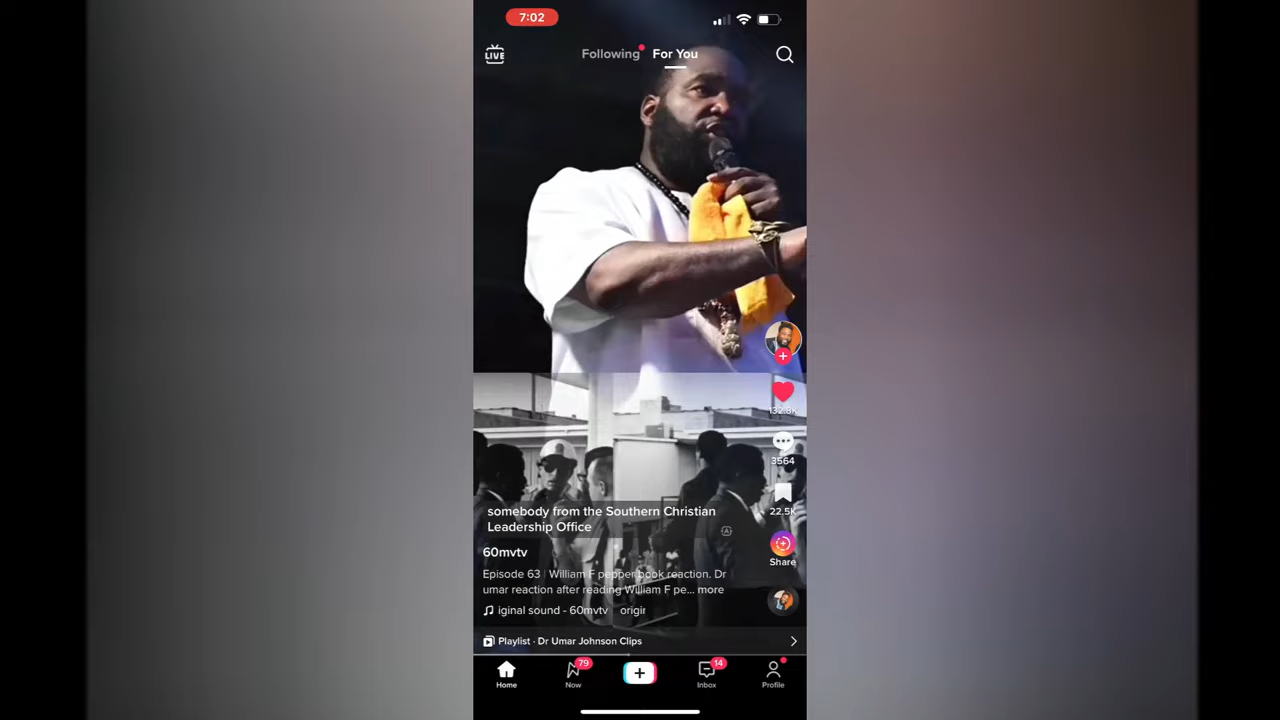 7:02
LIVE
Following
For You
132.8K
3564
somebody from the Southern Christian
Leadership Office
22.5K
60mvtv
Share
Episode 63 | William F pepper book reaction. Dr
umar reaction after reading William F pe... more
iginal sound - 60mvtv origin
Playlist · Dr Umar Johnson Clips
79
14
Home
Now
Inbox
Profile